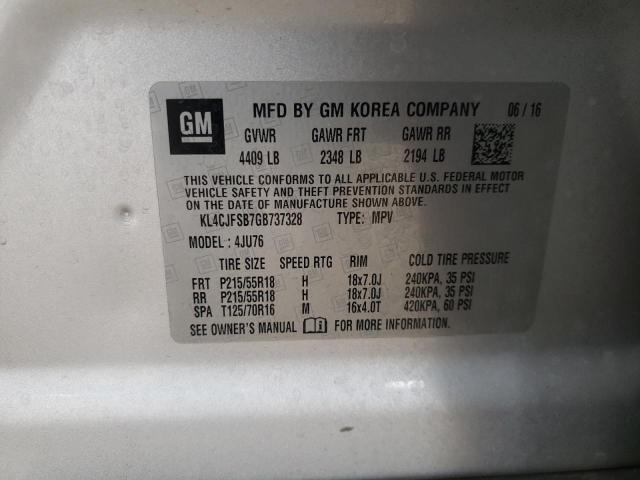 GM
MFD BY GM KOREA COMPANY 06 / 16
GVWR GAWR FRT GAWR RR
4409 LB 2348 LB 2194 LB
THIS VEHICLE CONFORMS TO ALL APPLICABLE U.S. FEDERAL MOTOR
VEHICLE SAFETY AND THEFT PREVENTION STANDARDS IN EFFECT
ON THE DATE OF MANUFACTURE SHOWN ABOVE.
KL4CJFSB7GB737328 TYPE: MPV
MODEL : 4JU76
TIRE SIZE SPEED RTG RIM COLD TIRE PRESSURE
FRT P215/55R18 H 18x7.0J 240KPA, 35 PSI
RR P215/55R18 H 18x7.0J 240KPA, 35 PSI
SPA T125/70R16 M 16x4.0T 420KPA, 60 PSI
SEE OWNER'S MANUAL FOR MORE INFORMATION.